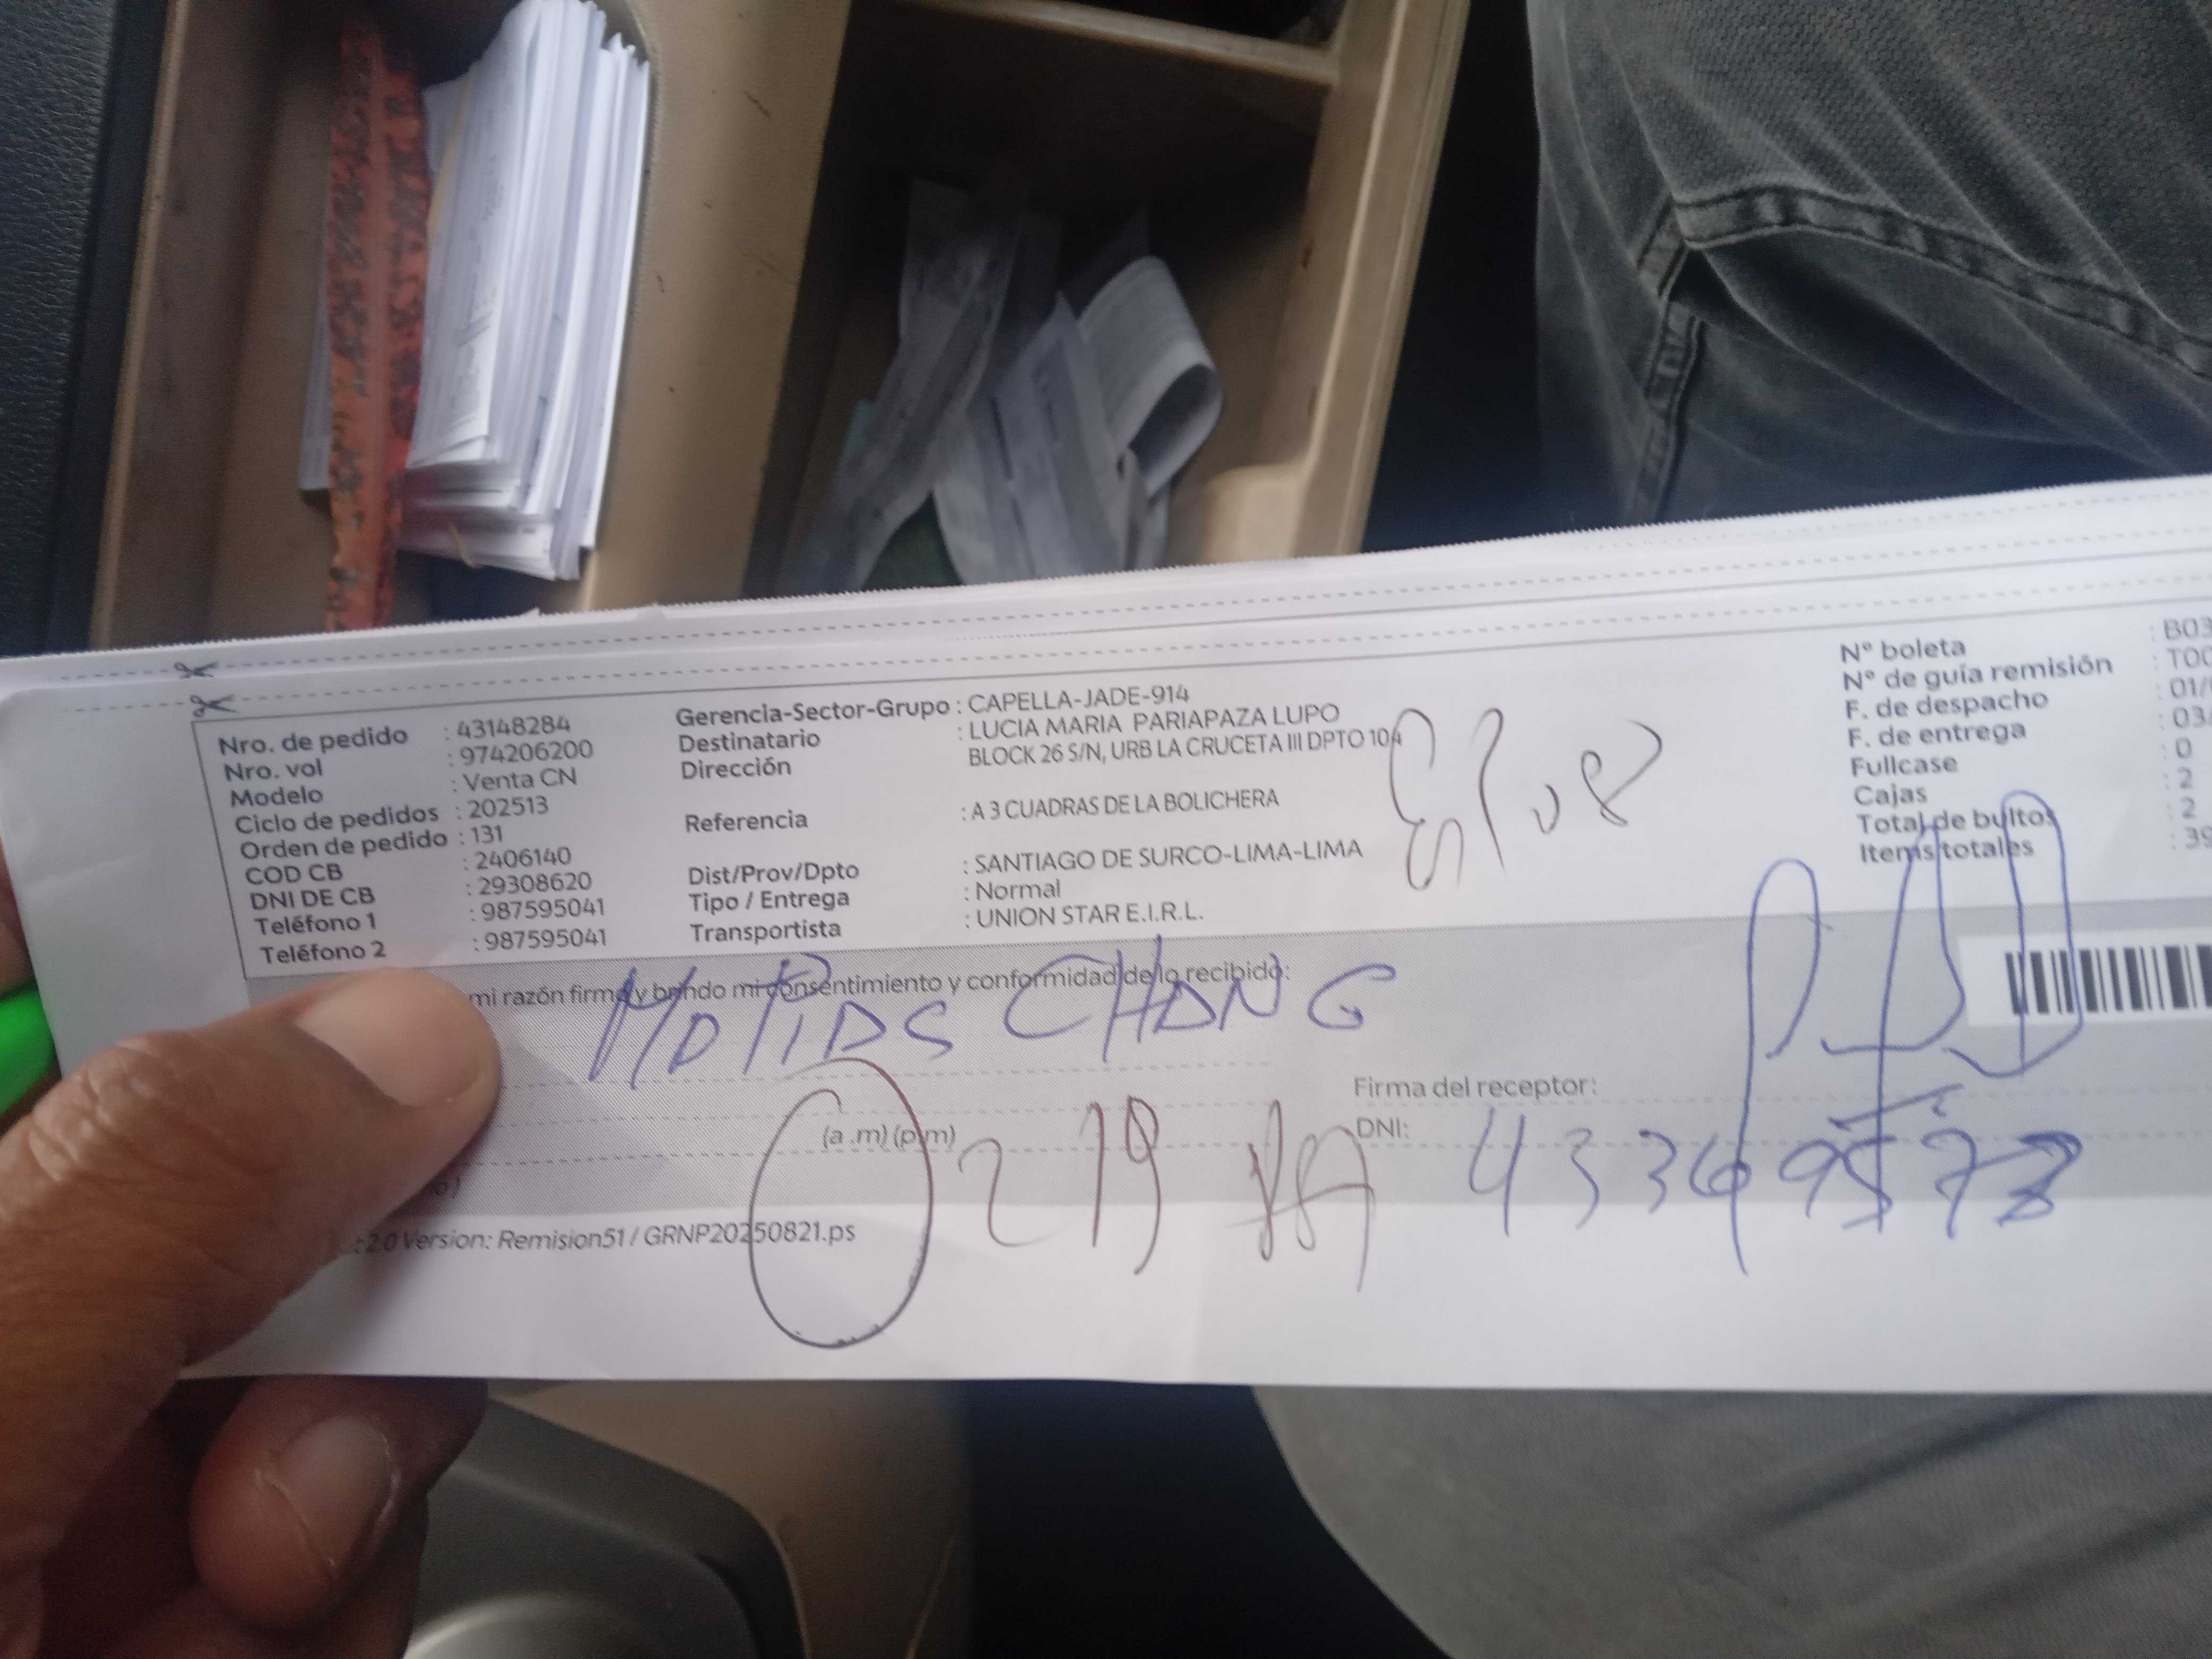 Nro. de pedido : 43148284
Nro. vol : 974206200
Modelo : Venta CN
Ciclo de pedidos : 202513
Orden de pedido : 131
COD CB : 2406140
DNI DE CB : 29308620
Teléfono 1 : 987595041
Teléfono 2 : 987595041
Gerencia-Sector-Grupo : CAPELLA-JADE-914
Destinatario : LUCIA MARIA PARIAPAZA LUPO
Dirección BLOCK 26 S/N, URB LA CRUCETA III DPTO 104
Referencia : A 3 CUADRAS DE LA BOLICHERA
Dist/Prov/Dpto : SANTIAGO DE SURCO-LIMA-LIMA
Tipo / Entrega : Normal
Transportista : UNION STAR E.I.R.L.
N° boleta : B03
N° de guía remisión : T00
F. de despacho : 01/
F. de entrega : 03/
Fullcase : 0
Cajas : 2
Total de bultos : 2
Items totales : 39
mi razón firmo y brindo mi consentimiento y conformidad de lo recibido:
CHANG
Firma del receptor:
(a .m) (p.m)
219
DNI:
2.0 Version: Remision51 / GRNP20250821.ps